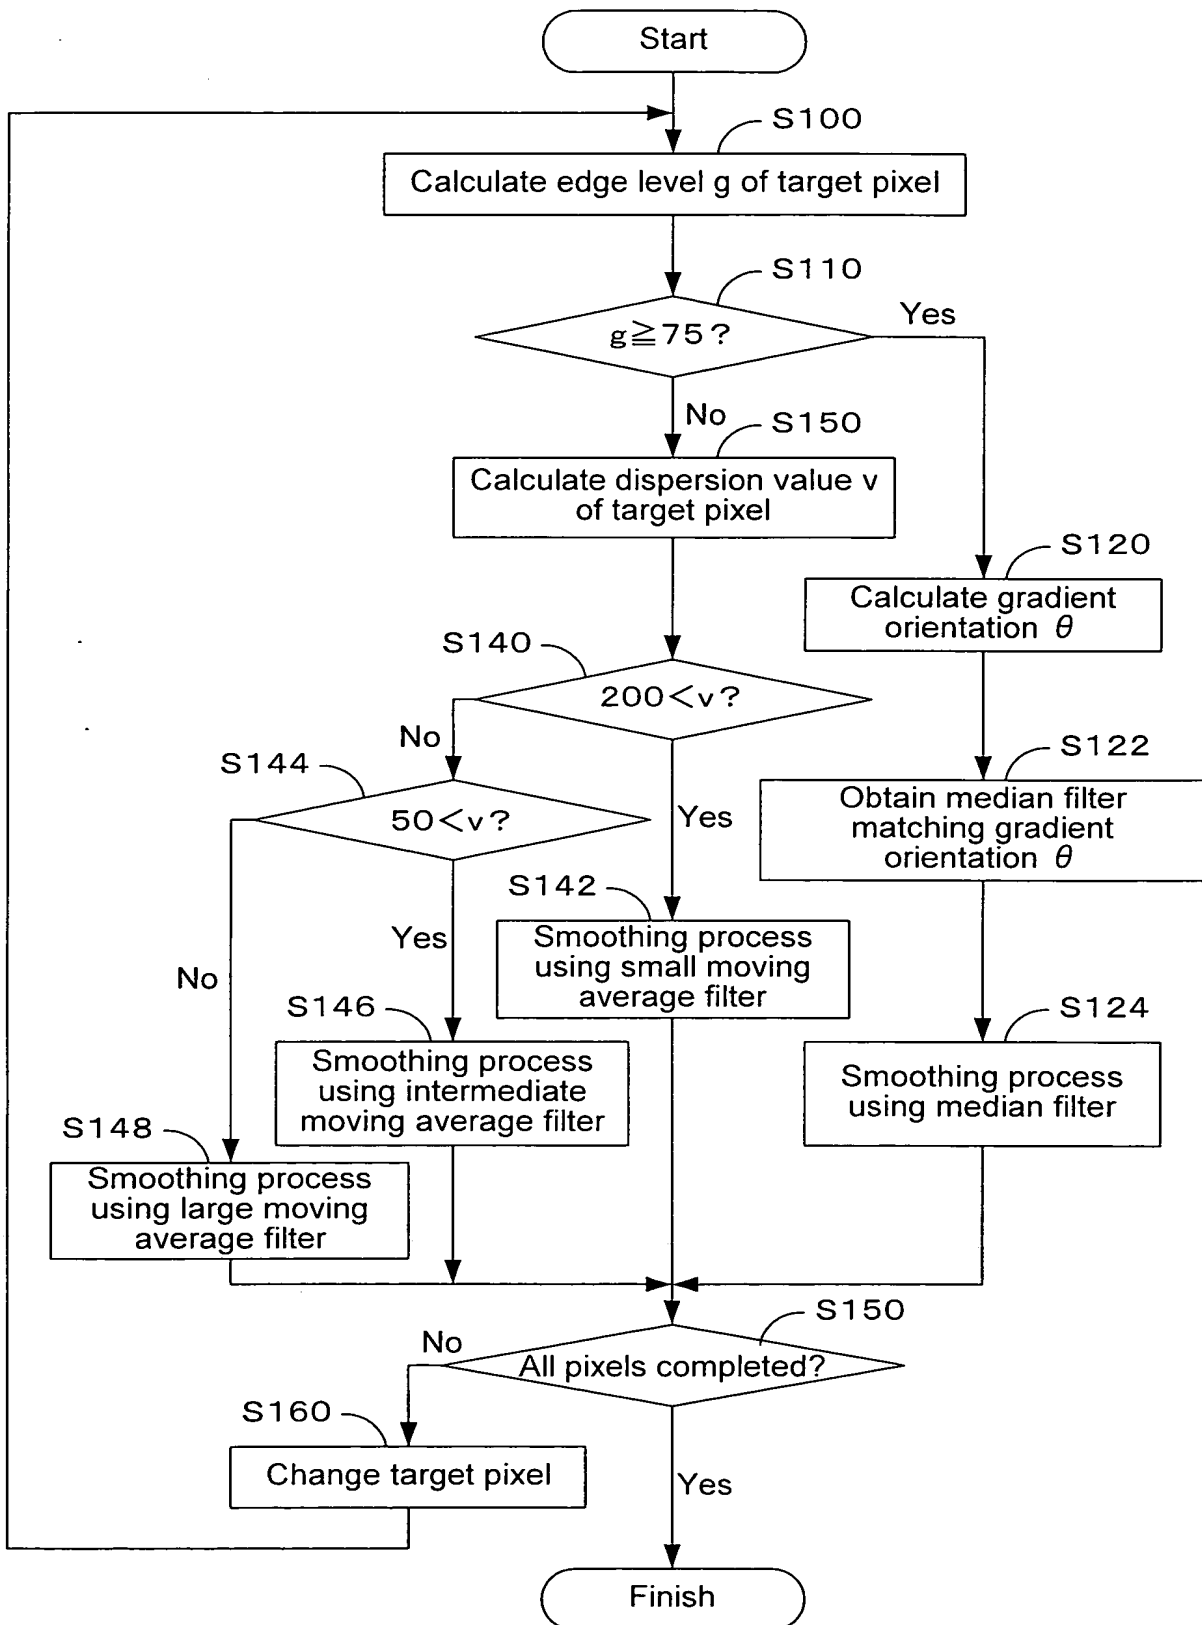 Start
S100
Calculate edge level g of target pixel
S110
g≧75?
Yes
No
S150
Calculate dispersion value v
of target pixel
S120
Calculate gradient
orientation θ
S140
200<v?
No
Yes
S122
Obtain median filter
matching gradient
orientation θ
S144
50<v?
No
Yes
S142
Smoothing process
using small moving
average filter
S146
Smoothing process
using intermediate
moving average filter
S124
Smoothing process
using median filter
S148
Smoothing process
using large moving
average filter
S150
All pixels completed?
No
Yes
S160
Change target pixel
Finish